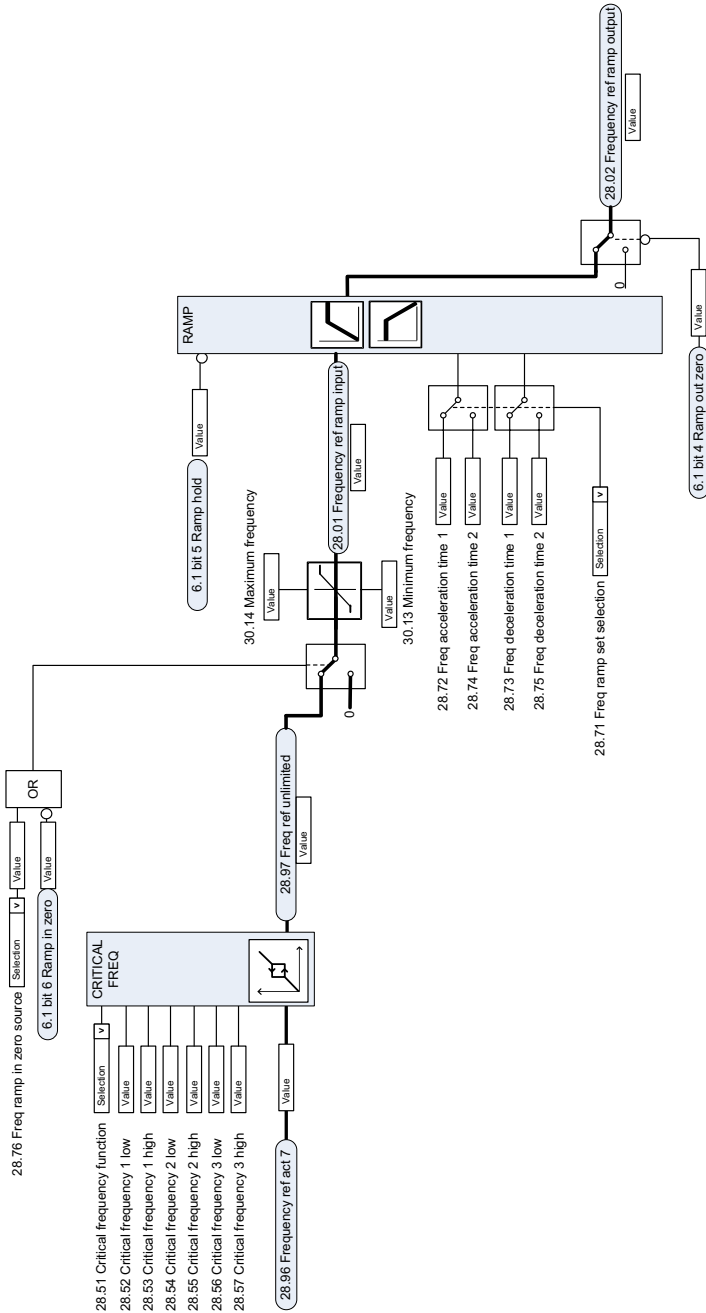 28.76 Freq ramp in zero source
Selection
v
Value
6.1 bit 6 Ramp in zero
Value
OR
28.51 Critical frequency function
Selection
v
28.52 Critical frequency 1 low
Value
28.53 Critical frequency 1 high
Value
28.54 Critical frequency 2 low
Value
28.55 Critical frequency 2 high
Value
28.56 Critical frequency 3 low
Value
28.57 Critical frequency 3 high
Value
28.96 Frequency ref act 7
Value
CRITICAL
FREQ
28.97 Freq ref unlimited
Value
0
30.14 Maximum frequency
Value
30.13 Minimum frequency
Value
6.1 bit 5 Ramp hold
Value
28.01 Frequency ref ramp input
Value
28.72 Freq acceleration time 1
Value
28.74 Freq acceleration time 2
Value
28.73 Freq deceleration time 1
Value
28.75 Freq deceleration time 2
Value
28.71 Freq ramp set selection
Selection
v
RAMP
0
6.1 bit 4 Ramp out zero
Value
28.02 Frequency ref ramp output
Value